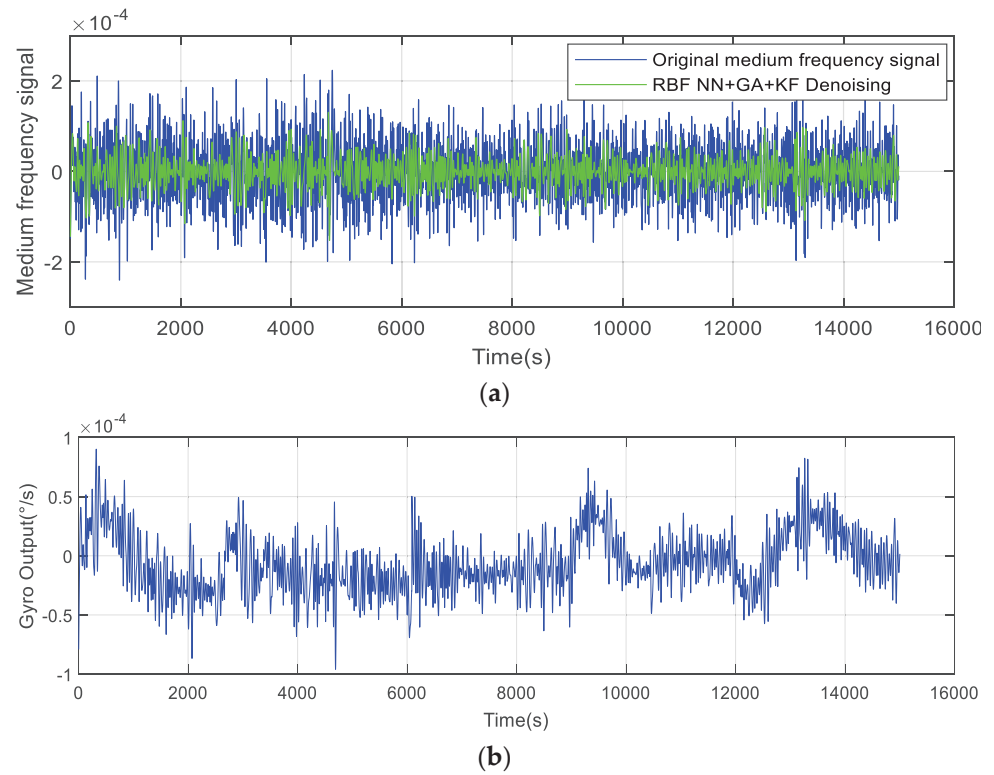 ×10-4
Medium frequency signal
2
0
-2
Original medium frequency signal
RBF NN+GA+KF Denoising
0 2000 4000 6000 8000 10000 12000 14000 16000
Time(s)
(a)
×10-4
Gyro Output(°/s)
1
0.5
0
-0.5
-1
0 2000 4000 6000 8000 10000 12000 14000 16000
Time(s)
(b)